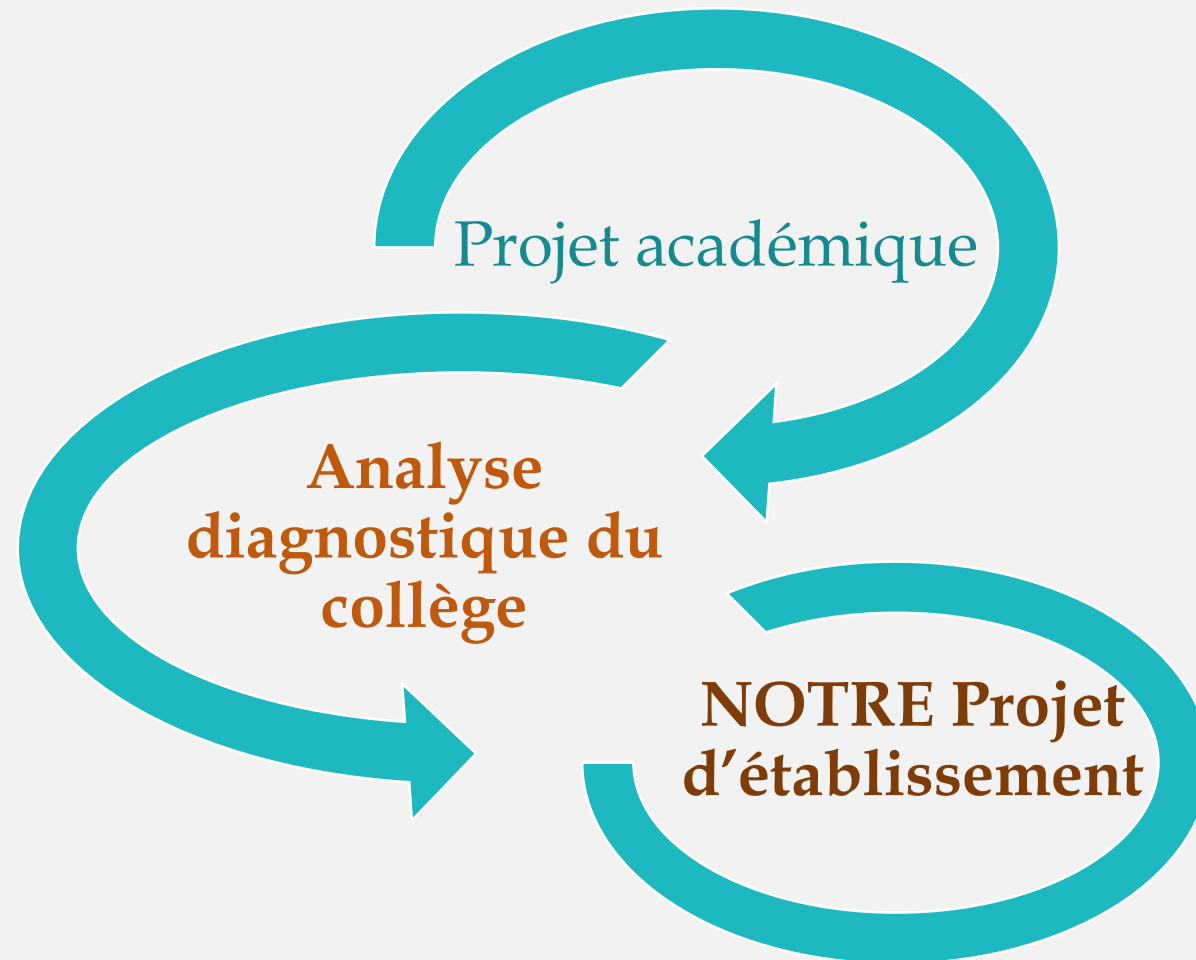 Projet académique
Analyse
diagnostique du
collège
NOTRE Projet
d’établissement